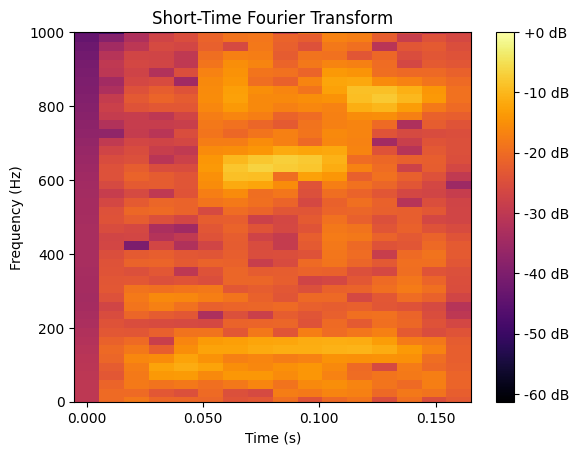 Short-Time Fourier Transform
1000
800
600
400
200
0
Frequency (Hz)
0.000
0.050
0.100
0.150
Time (s)
+0 dB
-10 dB
-20 dB
-30 dB
-40 dB
-50 dB
-60 dB